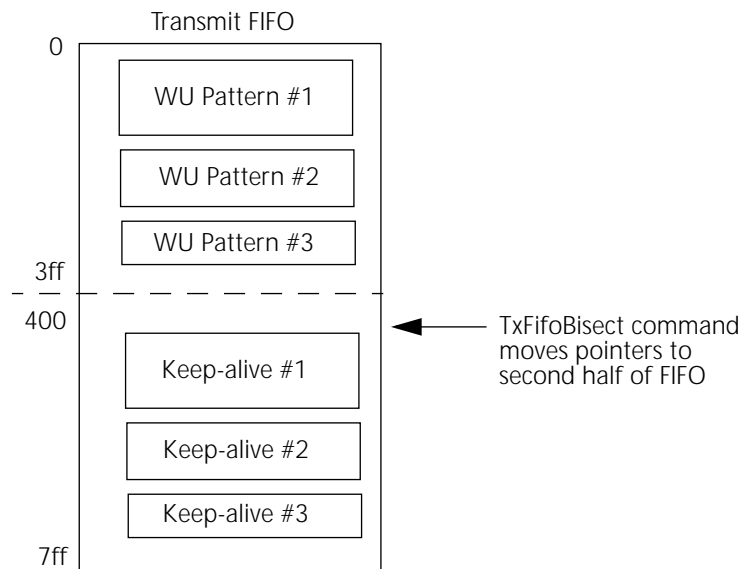 Transmit FIFO
0
WU Pattern #1
WU Pattern #2
WU Pattern #3
3ff
400
TxFifoBisect command
moves pointers to
second half of FIFO
Keep-alive #1
Keep-alive #2
Keep-alive #3
7ff